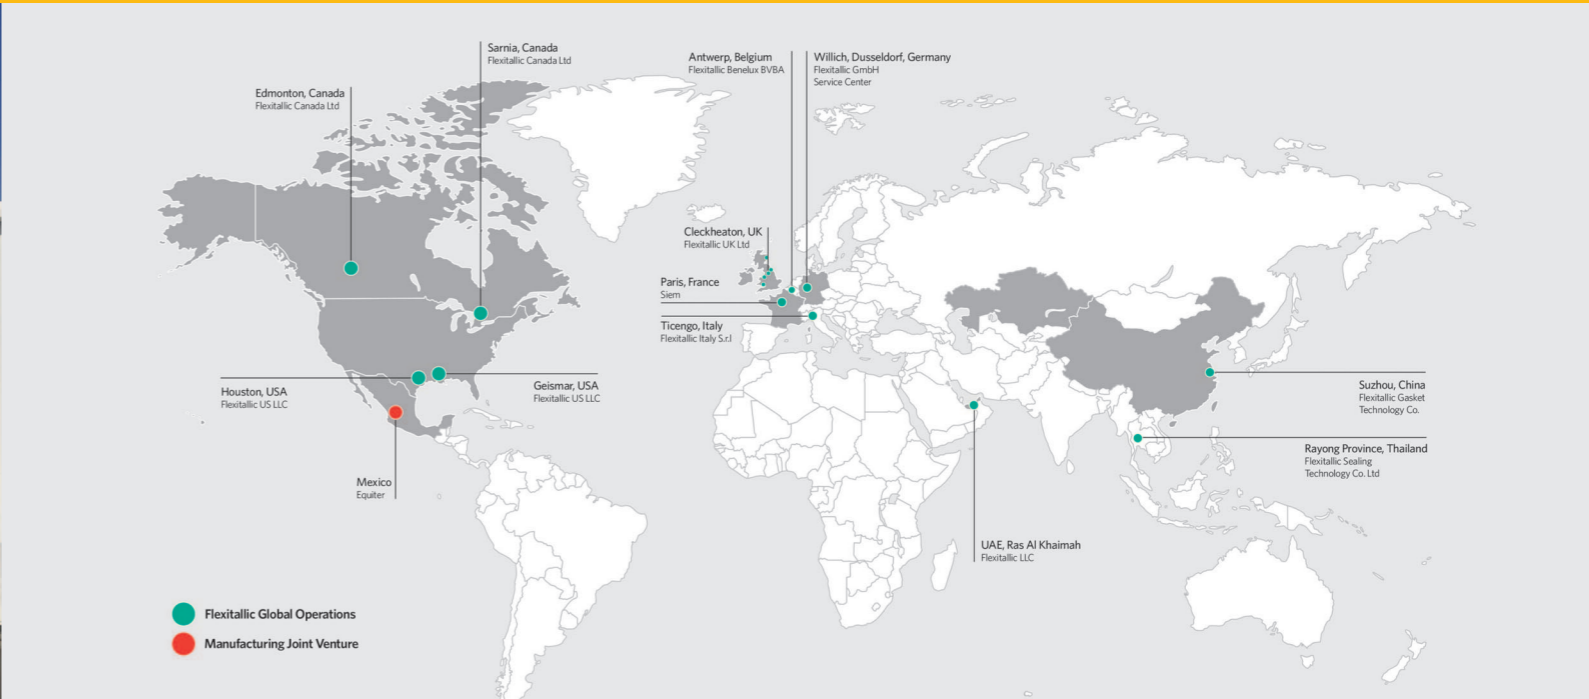 Sarnia, Canada
Flexitallic Canada Ltd
Antwerp, Belgium
Flexitallic Benelux BVBA
Willich, Dusseldorf, Germany
Flexitallic GmbH
Service Center
Edmonton, Canada
Flexitallic Canada Ltd
Cleckheaton, UK
Flexitallic UK Ltd
Paris, France
Siem
Ticengo, Italy
Flexitallic Italy S.r.l
Houston, USA
Flexitallic US LLC
Geismar, USA
Flexitallic US LLC
Suzhou, China
Flexitallic Gasket
Technology Co.
Rayong Province, Thailand
Flexitallic Sealing
Technology Co. Ltd
Mexico
Equiter
UAE, Ras Al Khaimah
Flexitallic LLC
Flexitallic Global Operations
Manufacturing Joint Venture